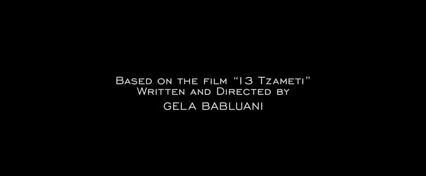 Based on the film “13 Tzameti”
Written and Directed by
GELA BABLUANI